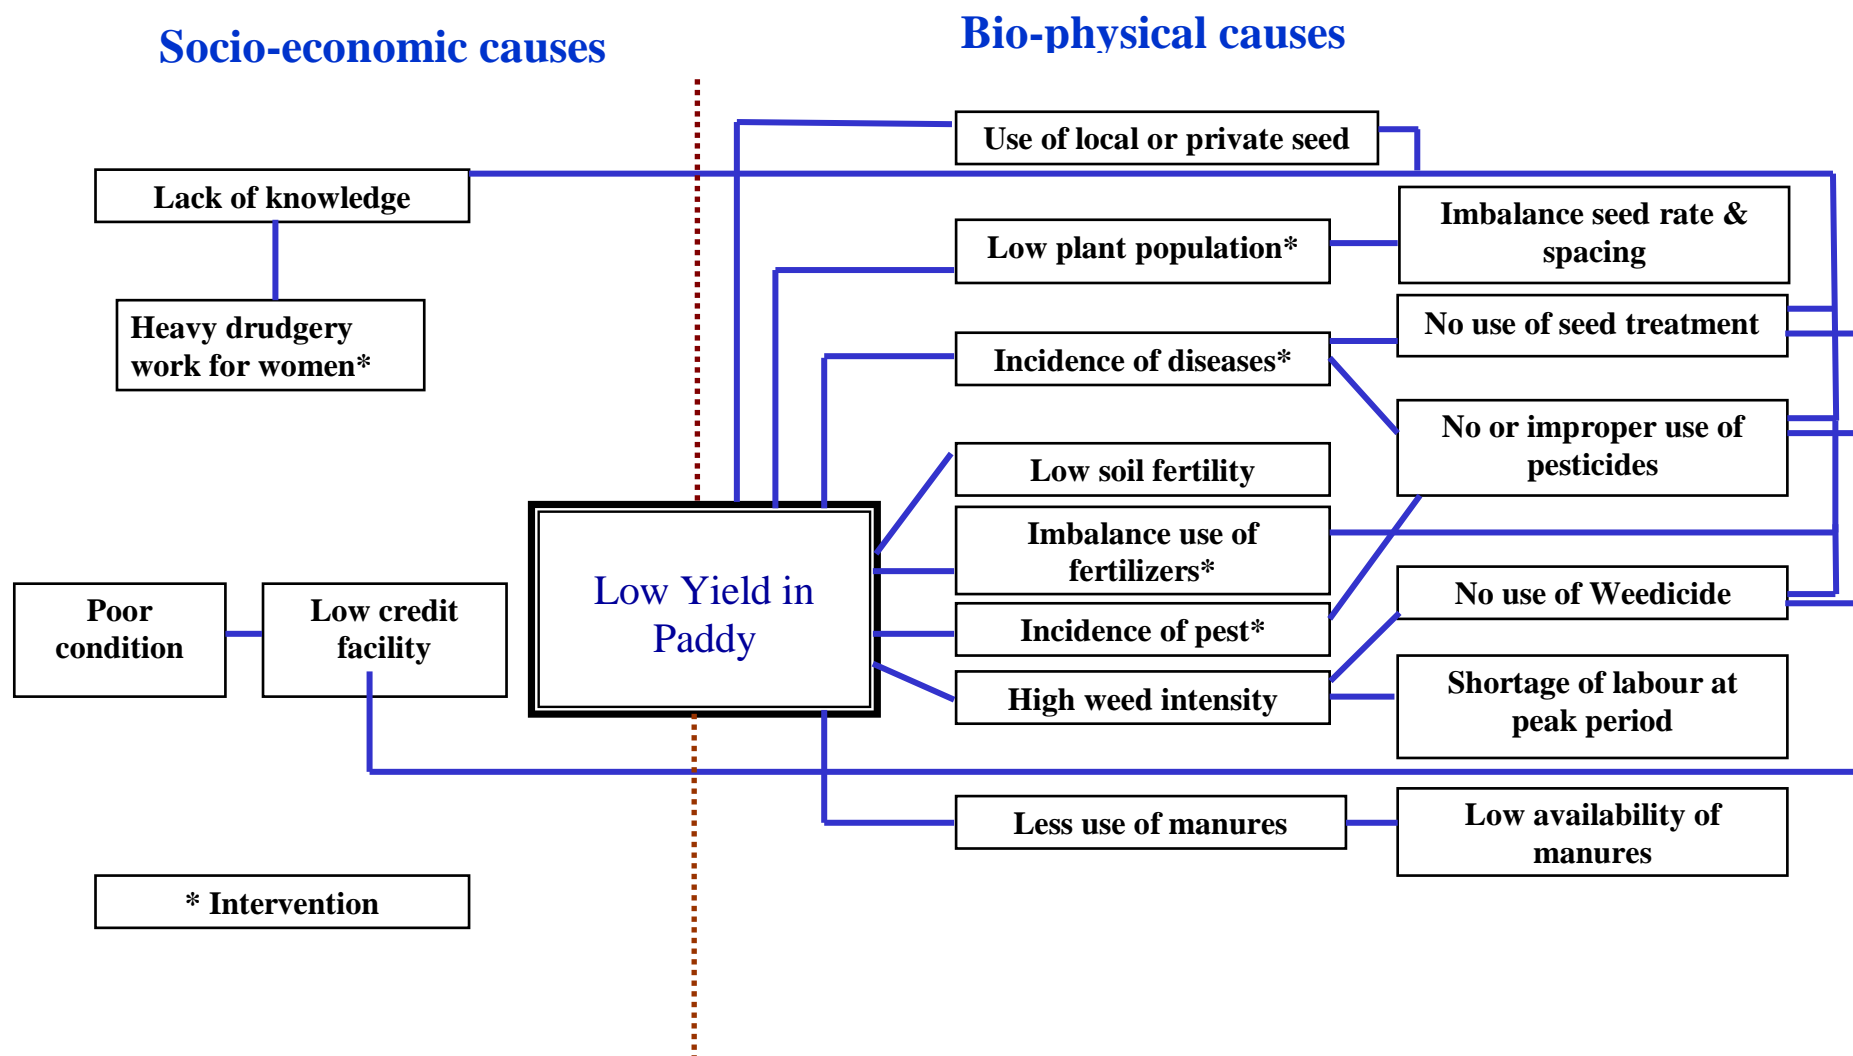 Socio-economic causes
Bio-physical causes
Use of local or private seed
Lack of knowledge
Imbalance seed rate &
spacing
Low plant population*
Heavy drudgery
work for women*
No use of seed treatment
Incidence of diseases*
No or improper use of
pesticides
Low soil fertility
Imbalance use of
fertilizers*
Low Yield in
Paddy
Poor
condition
Low credit
facility
No use of Weedicide
Incidence of pest*
High weed intensity
Shortage of labour at
peak period
Less use of manures
Low availability of
manures
* Intervention